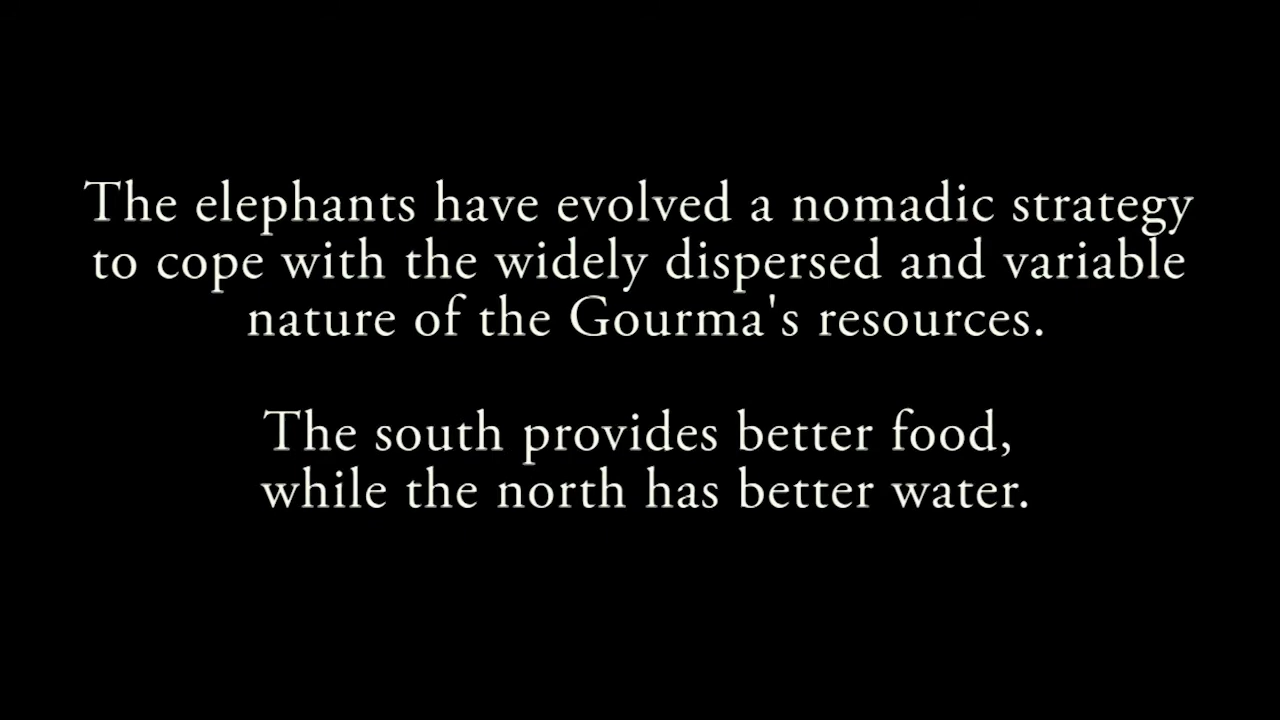 The elephants have evolved a nomadic strategy
to cope with the widely dispersed and variable
nature of the Gourma's resources.
The south provides better food,
while the north has better water.